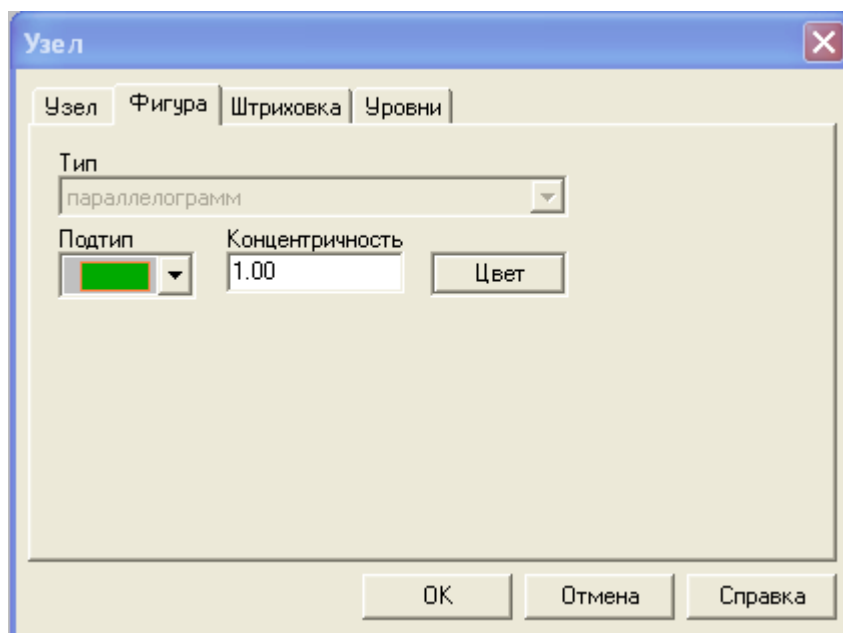 Узел
Узел Фигура Штриховка Уровни
Тип
параллелограмм
Подтип Концентричность
1.00 Цвет
OK Отмена Справка